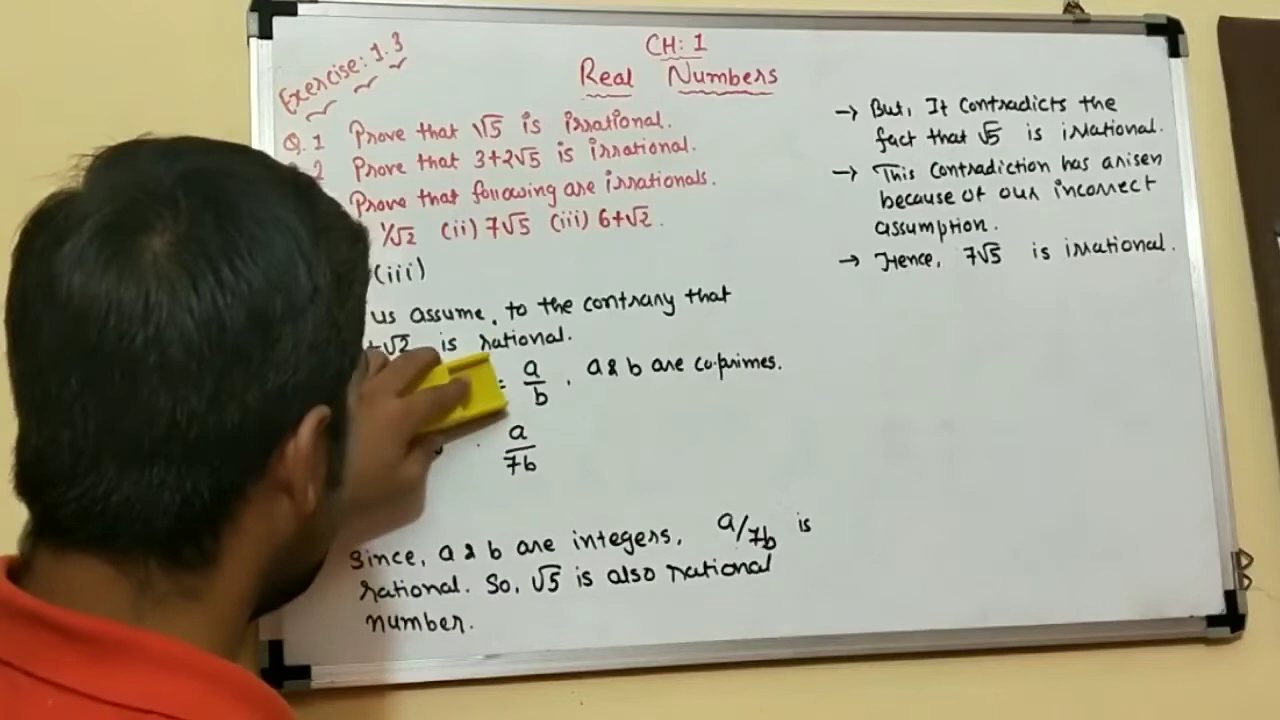 CH: 1
Real Numbers
Exercise: 1.3
Q.1 Prove that √5 is irrational.
2 Prove that 3+2√5 is irrational.
Prove that following are irrationals.
1/√2 (ii) 7√5 (iii) 6+√2.
(iii)
us assume, to the contrary that
+√2 is rational.
= a/b , a & b are co-primes.
a/7b
Since, a & b are integers, a/7b is
rational. So, √5 is also rational
number.
→ But, It contradicts the
fact that √5 is irrational.
→ This contradiction has arisen
because of our incorrect
assumption.
→ Hence, 7√5 is irrational.